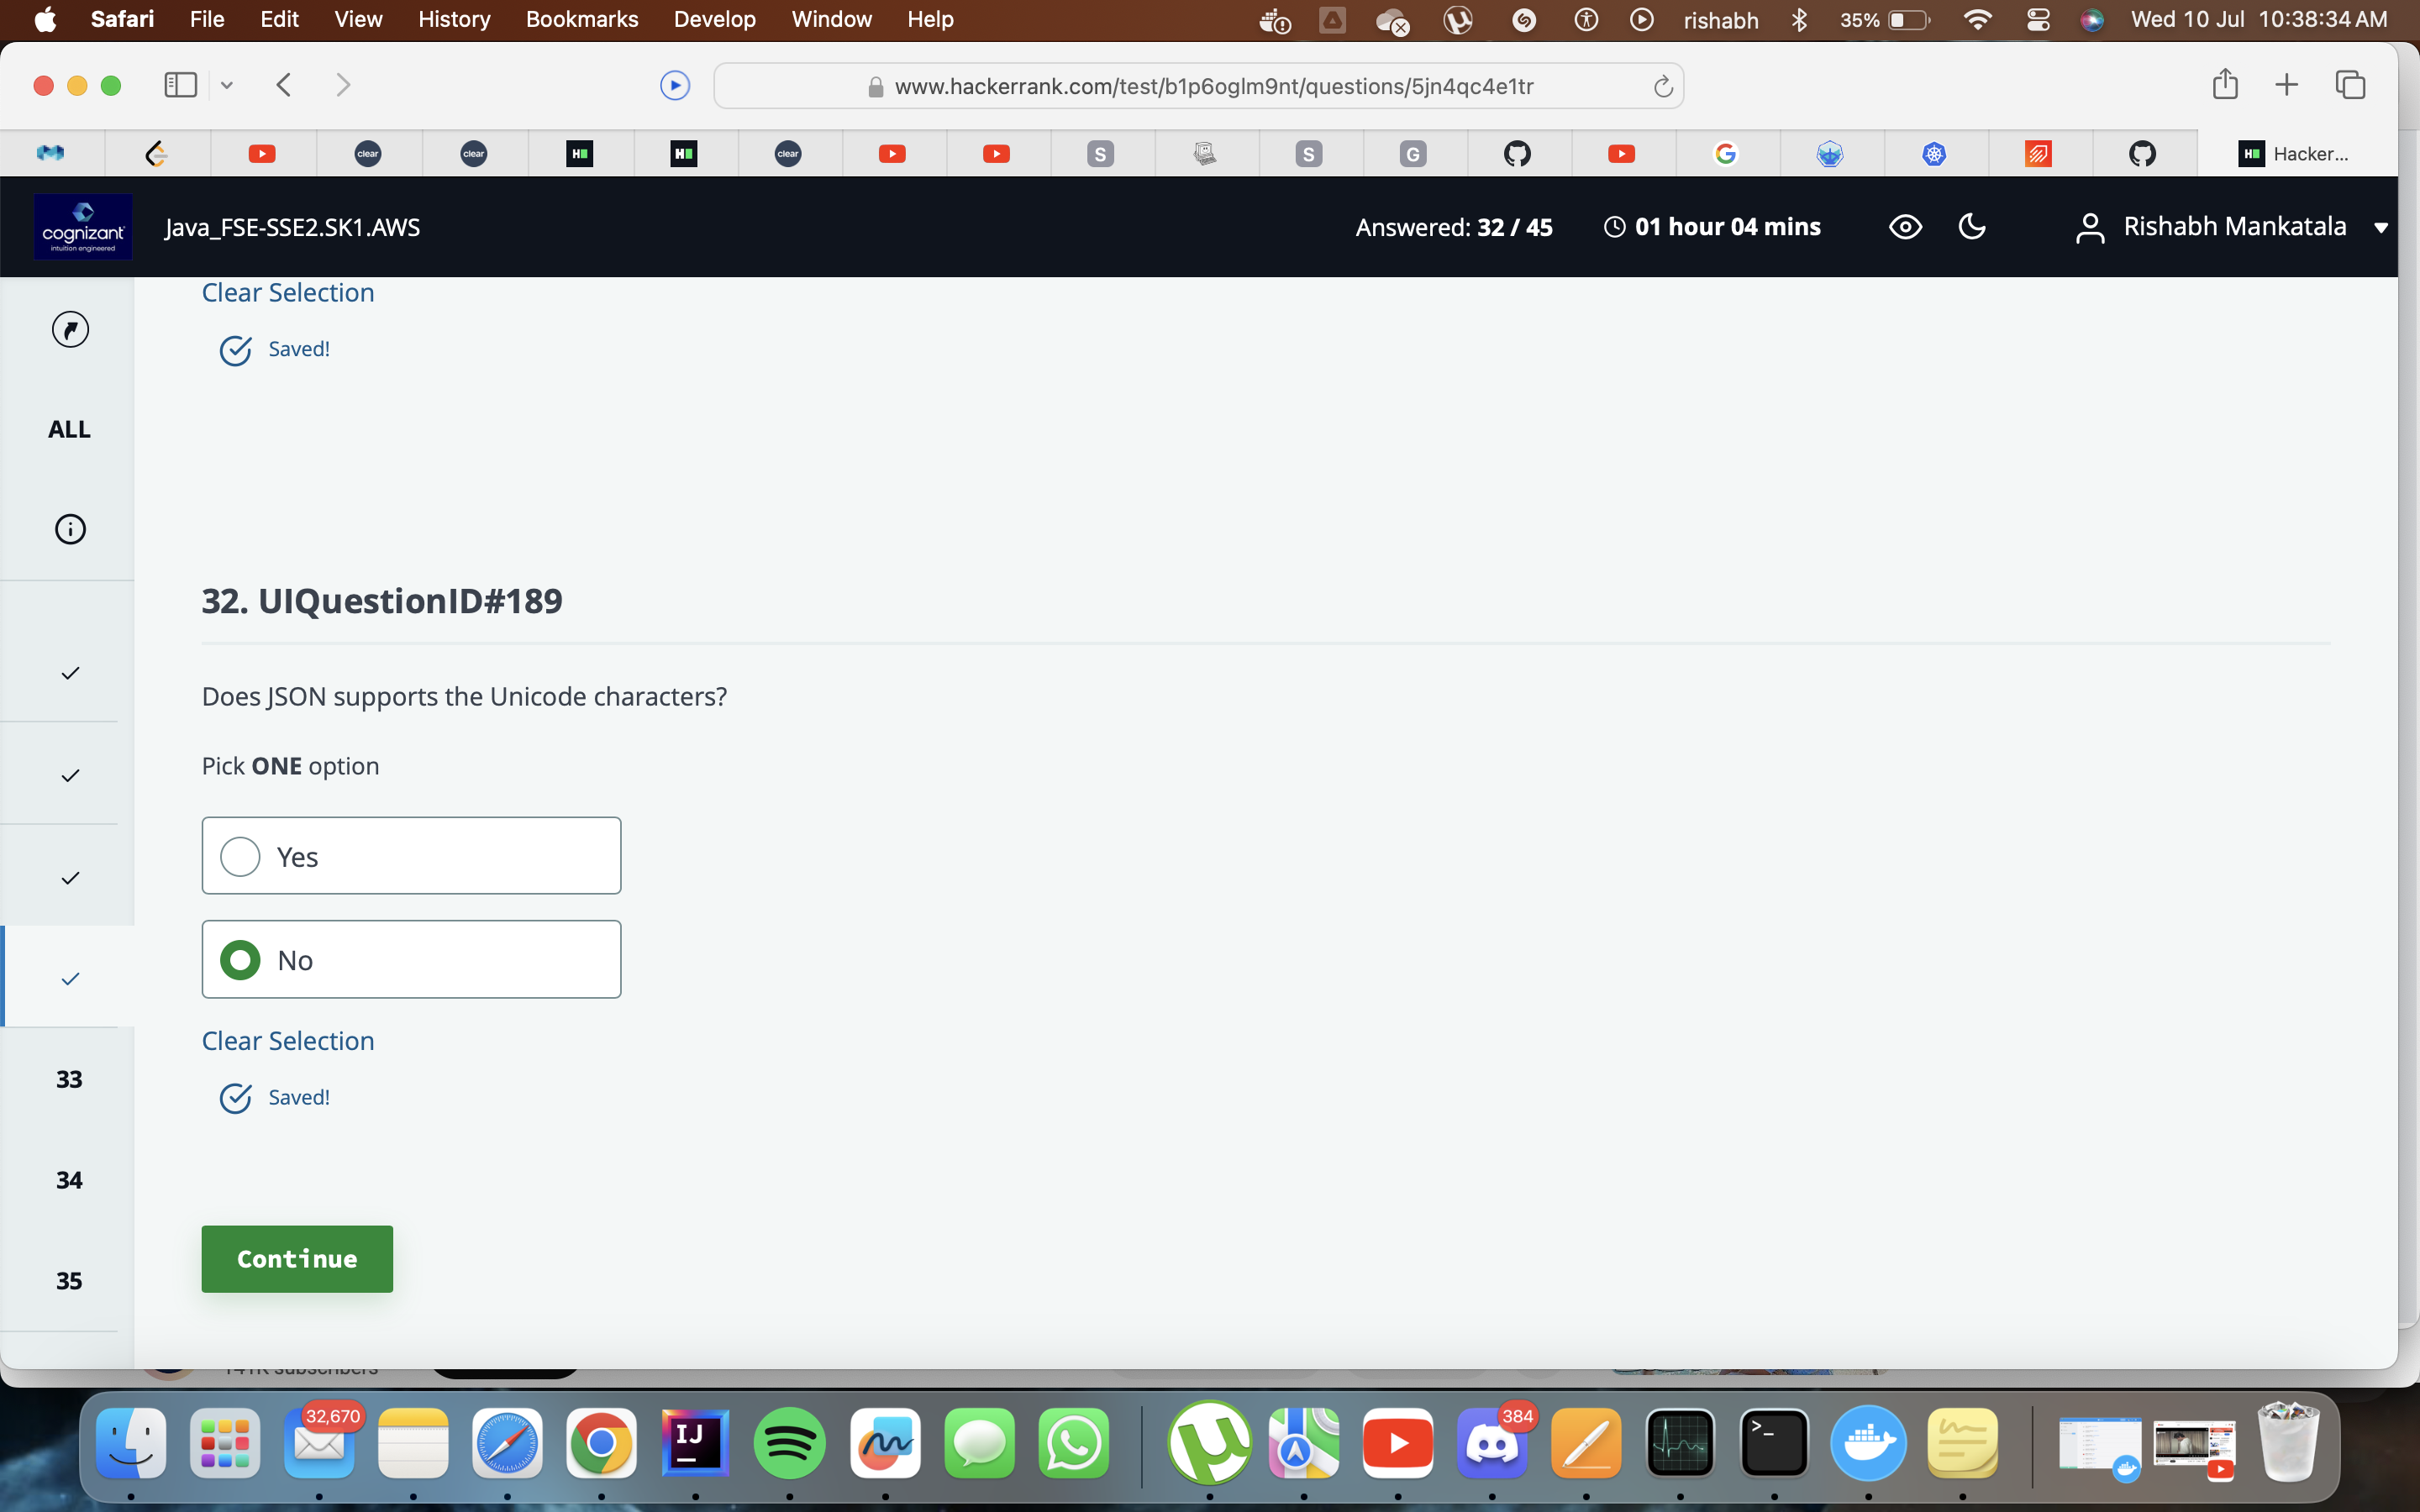 Safari File Edit View History Bookmarks Develop Window Help rishabh 35% Wed 10 Jul 10:38:34 AM
www.hackerrank.com/test/b1p6oglm9nt/questions/5jn4qc4e1tr
clear clear H clear S S G H Hacker...
cognizant
intuition engineered
Java_FSE-SSE2.SK1.AWS
Answered: 32 / 45
01 hour 04 mins
Rishabh Mankatala
Clear Selection
Saved!
ALL
32. UIQuestionID#189
Does JSON supports the Unicode characters?
Pick ONE option
Yes
No
Clear Selection
Saved!
33
34
35
Continue
141K subscribers
32,670
IJ
384
>_